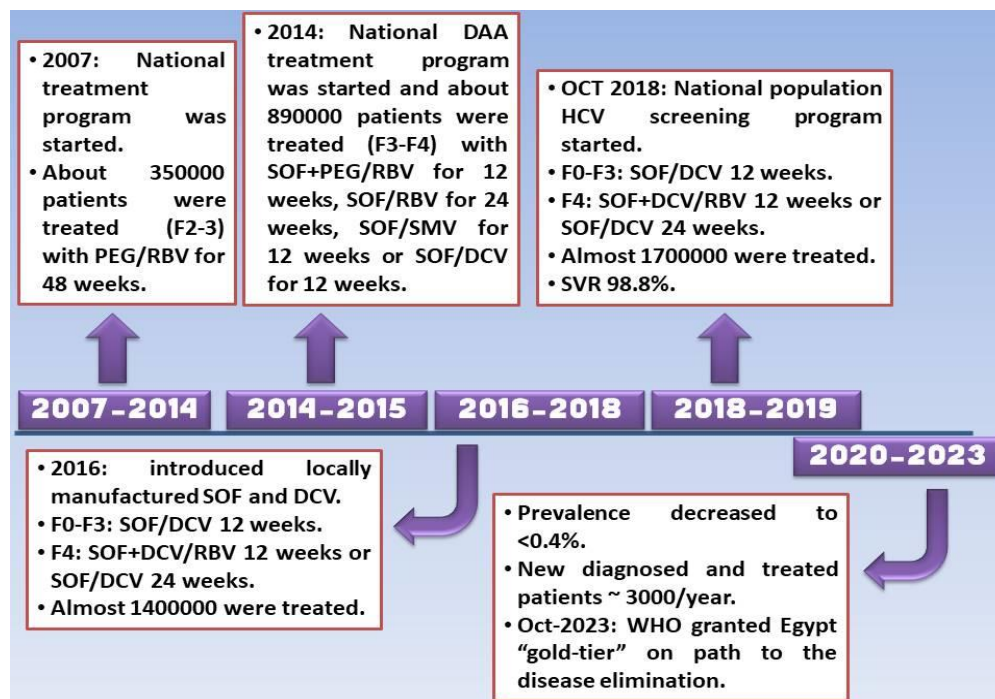 • 2007: National
treatment
program was
started.
• About 350000
patients were
treated (F2-3)
with PEG/RBV for
48 weeks.
• 2014: National DAA
treatment program
was started and about
890000 patients were
treated (F3-F4) with
SOF+PEG/RBV for 12
weeks, SOF/RBV for 24
weeks, SOF/SMV for
12 weeks or SOF/DCV
for 12 weeks.
• OCT 2018: National population
HCV screening program
started.
• F0-F3: SOF/DCV 12 weeks.
• F4: SOF+DCV/RBV 12 weeks or
SOF/DCV 24 weeks.
• Almost 1700000 were treated.
• SVR 98.8%.
2007-2014
2014-2015
2016-2018
2018-2019
2020-2023
• 2016: introduced locally
manufactured SOF and DCV.
• F0-F3: SOF/DCV 12 weeks.
• F4: SOF+DCV/RBV 12 weeks or
SOF/DCV 24 weeks.
• Almost 1400000 were treated.
• Prevalence decreased to
<0.4%.
• New diagnosed and treated
patients ~ 3000/year.
• Oct-2023: WHO granted Egypt
“gold-tier” on path to the
disease elimination.